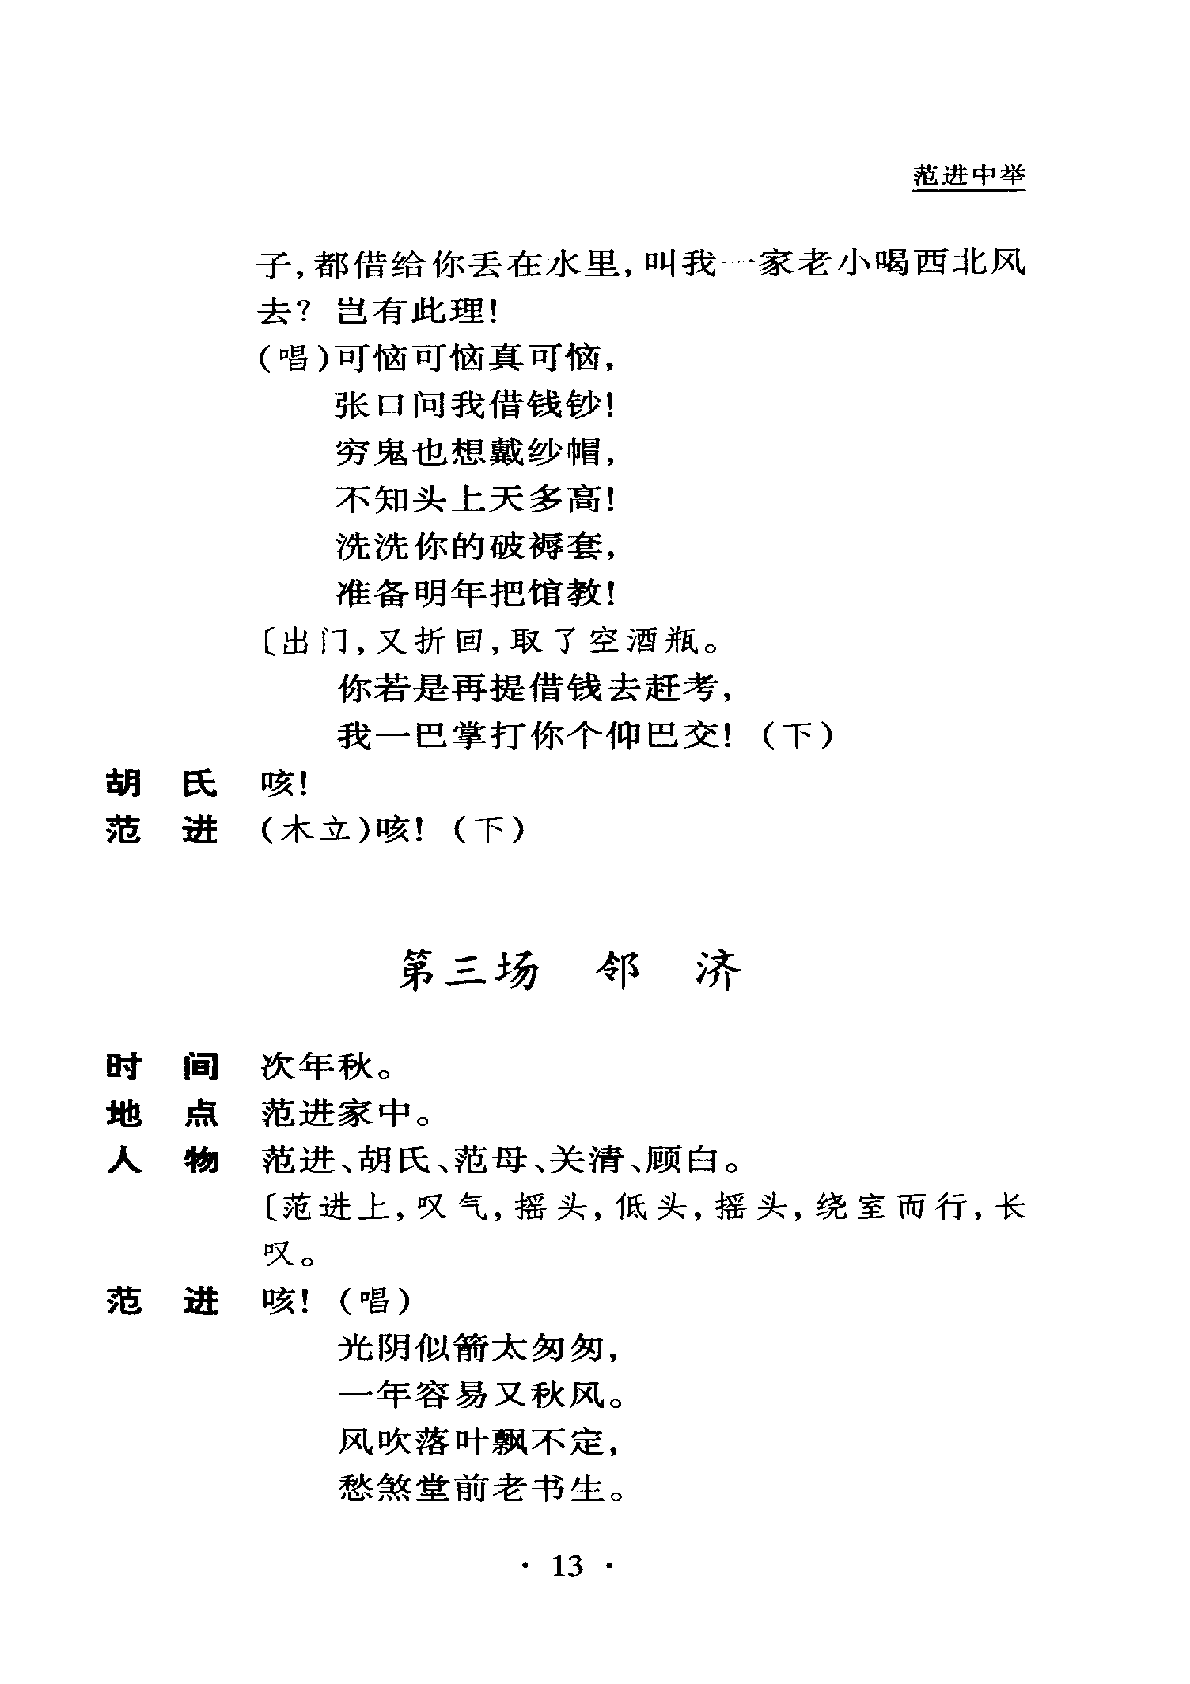 范进中举
子,都借给你丢在水里,叫我一家老小喝西北风
去? 岂有此理!
(唱)可恼可恼真可恼,
张口问我借钱钞!
穷鬼也想戴纱帽,
不知头上天多高!
洗洗你的破褥套,
准备明年把馆教!
〔出门,又折回,取了空酒瓶。
你若是再提借钱去赶考,
我一巴掌打你个仰巴交! (下)
胡 氏 咳!
范 进 (木立)咳! (下)
第三场 邻 济
时 间 次年秋。
地 点 范进家中。
人 物 范进、胡氏、范母、关清、顾白。
〔范进上,叹气,摇头,低头,摇头,绕室而行,长
叹。
范 进 咳! (唱)
光阴似箭太匆匆,
一年容易又秋风。
风吹落叶飘不定,
愁煞堂前老书生。
· 13 ·